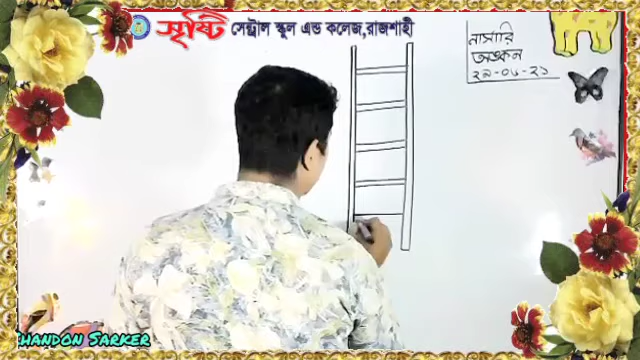 সৃষ্টি সেন্ট্রাল স্কুল এন্ড কলেজ,রাজশাহী
নার্সারি
অঙ্কন
২৯-০৬-২১
Chandon Sarker